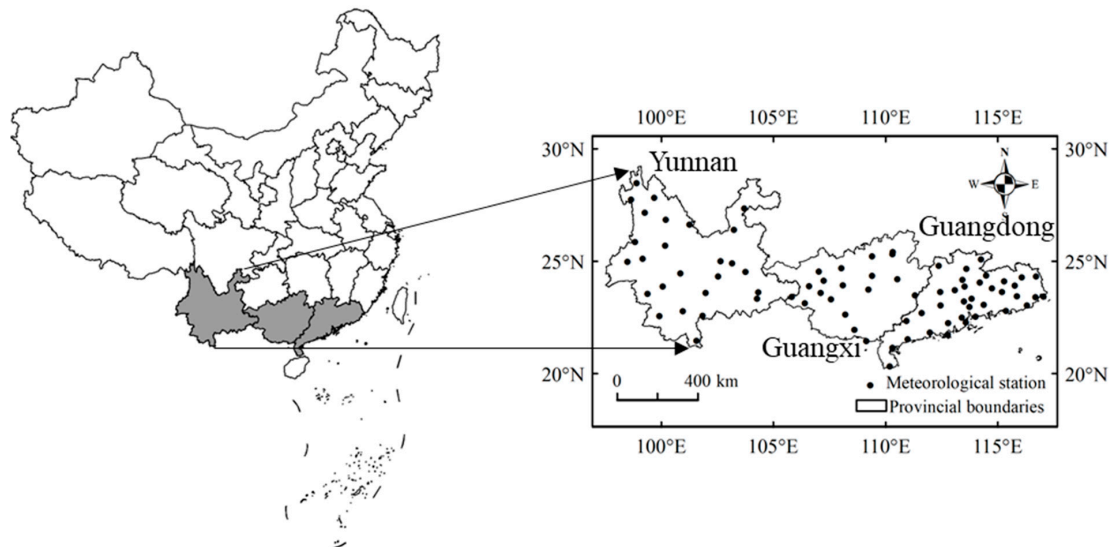 100°E 105°E 110°E 115°E
30°N Yunnan N 30°N
W E
S
Guangdong
25°N 25°N
Guangxi
20°N 0 400 km Meteorological station 20°N
Provincial boundaries
100°E 105°E 110°E 115°E